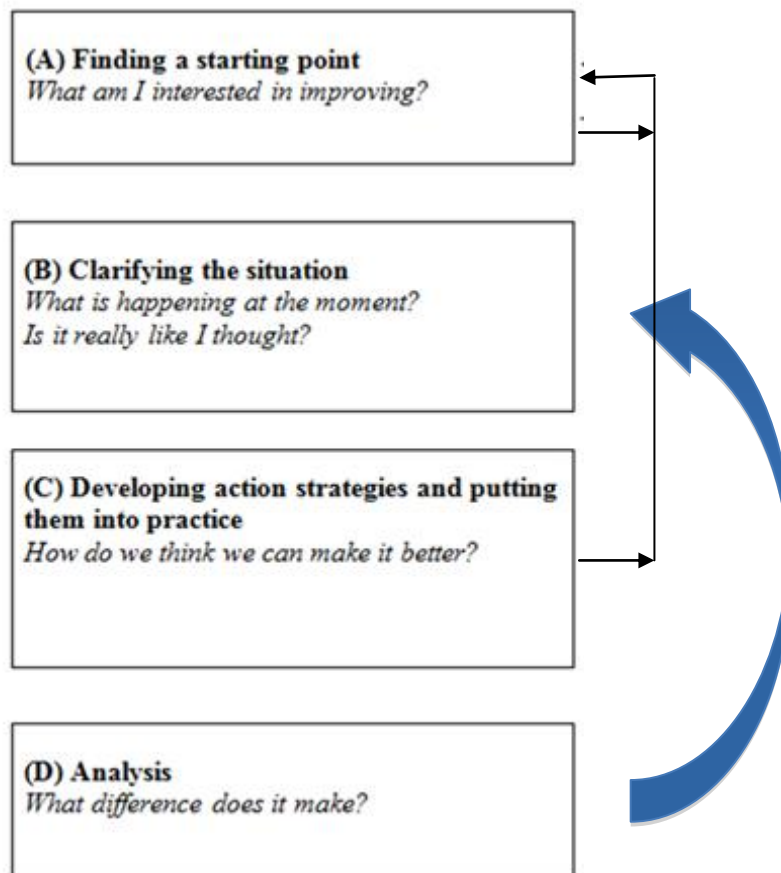 (A) Finding a starting point
What am I interested in improving?
(B) Clarifying the situation
What is happening at the moment?
Is it really like I thought?
(C) Developing action strategies and putting
them into practice
How do we think we can make it better?
(D) Analysis
What difference does it make?